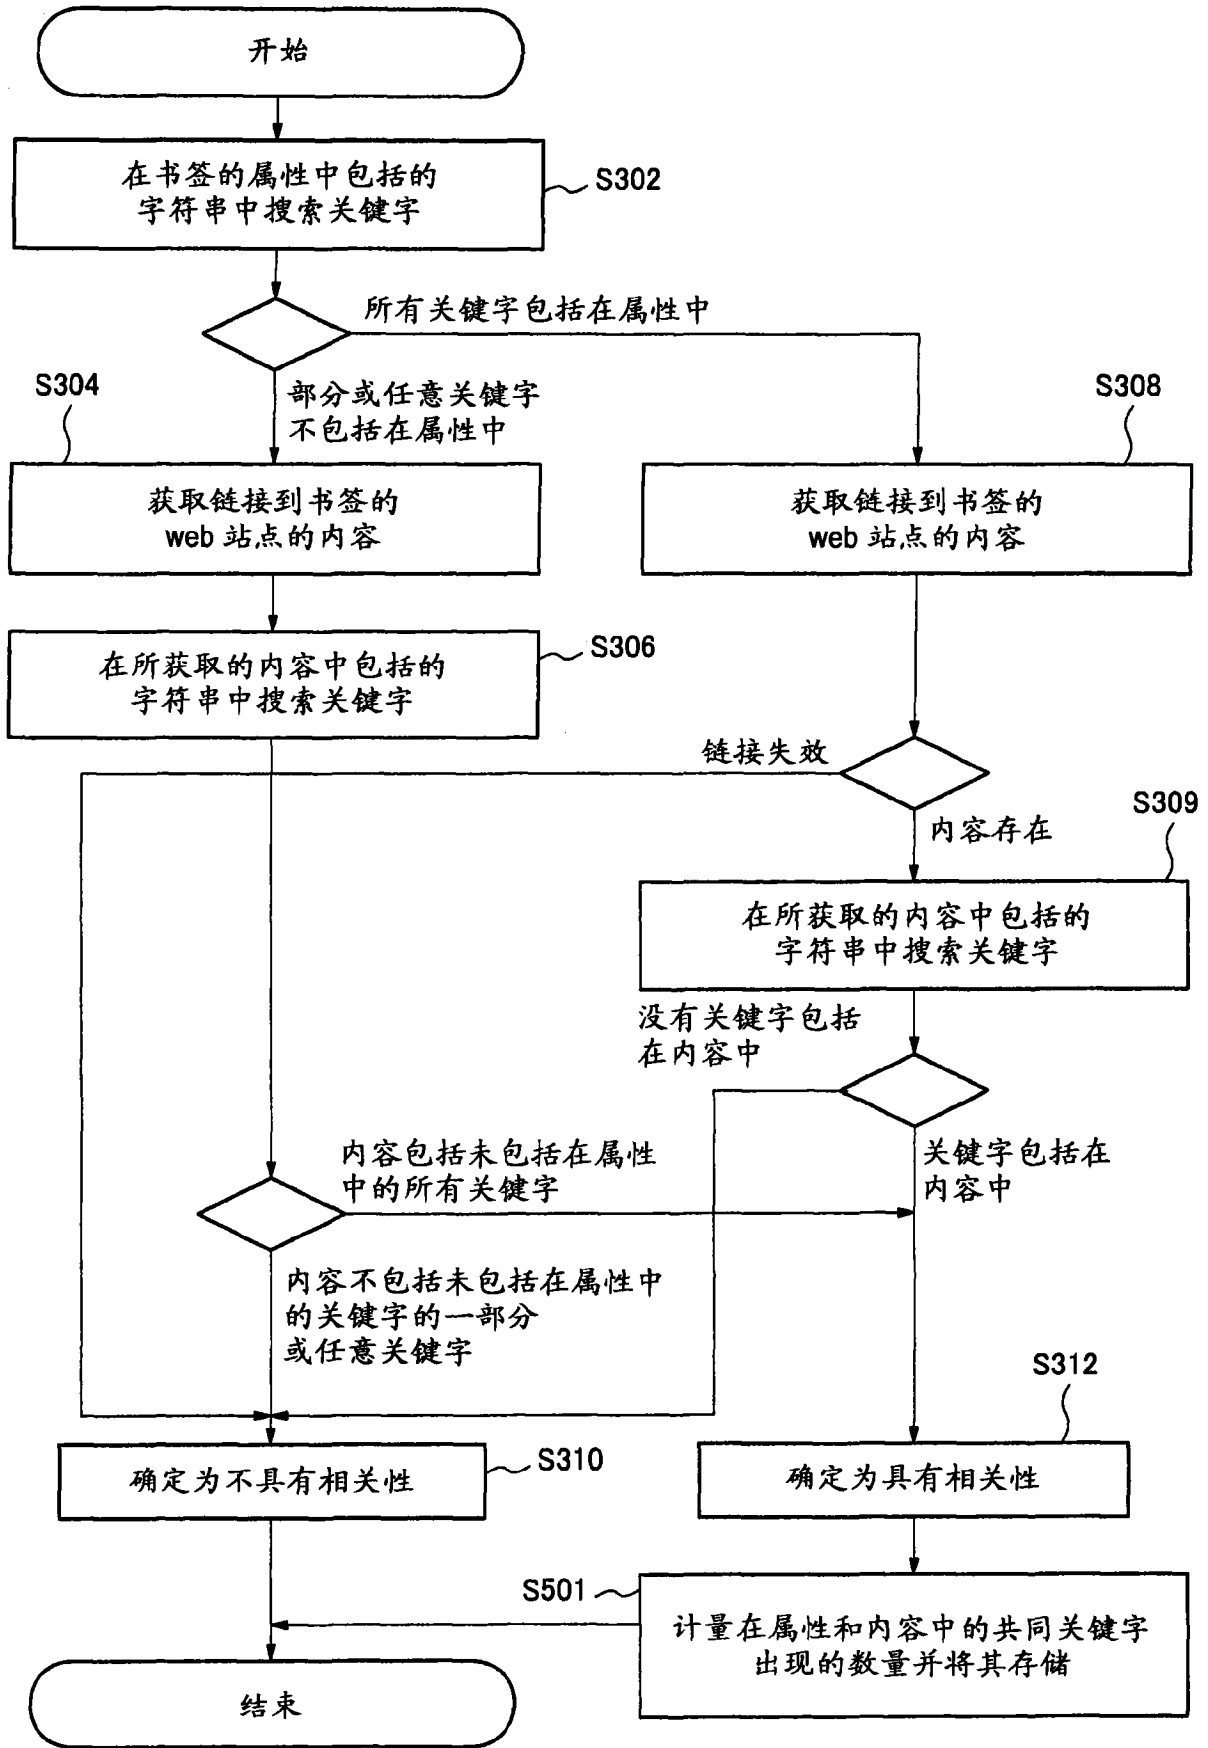 开始
在书签的属性中包括的
字符串中搜索关键字
S302
所有关键字包括在属性中
部分或任意关键字
不包括在属性中
S304
S308
获取链接到书签的
web 站点的内容
获取链接到书签的
web 站点的内容
在所获取的内容中包括的
字符串中搜索关键字
S306
链接失效
内容存在
S309
在所获取的内容中包括的
字符串中搜索关键字
没有关键字包括
在内容中
关键字包括在
内容中
内容包括未包括在属性
中的所有关键字
内容不包括未包括在属性中
的关键字的一部分
或任意关键字
S312
确定为不具有相关性
S310
确定为具有相关性
S501
计量在属性和内容中的共同关键字
出现的数量并将其存储
结束